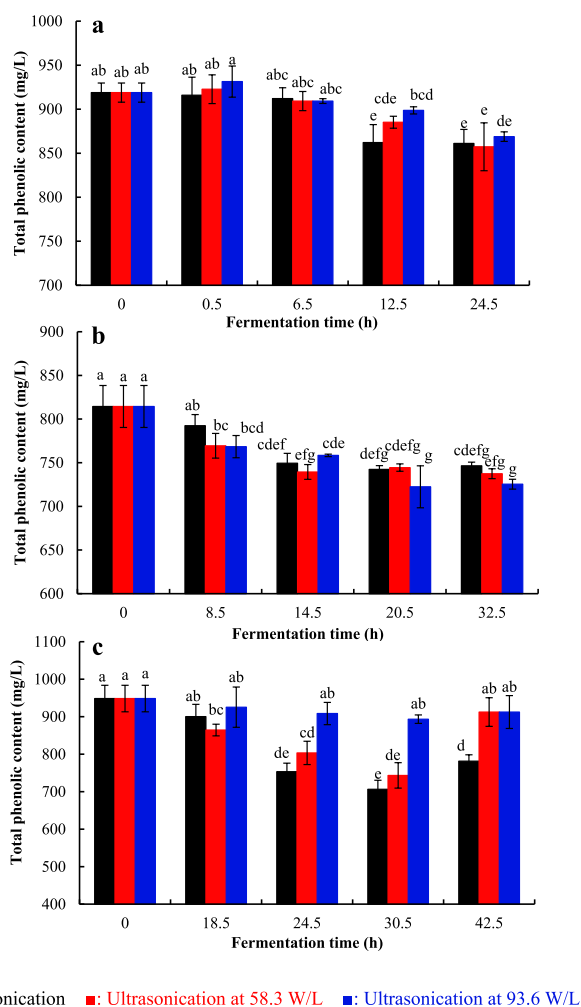 a
Total phenolic content (mg/L)
1000
950
900
850
800
750
700
ab ab ab
ab ab a
abc abc abc
e cde bcd
e e de
0 0.5 6.5 12.5 24.5
Fermentation time (h)
b
Total phenolic content (mg/L)
900
850
800
750
700
650
600
a a a
ab bc bcd
cdef efg cde
defg cdefg g
cdefg efg g
0 8.5 14.5 20.5 32.5
Fermentation time (h)
c
Total phenolic content (mg/L)
1100
1000
900
800
700
600
500
400
a a a
ab bc ab
de cd ab
e de ab
d ab ab
0 18.5 24.5 30.5 42.5
Fermentation time (h)
onication ■: Ultrasonication at 58.3 W/L ■: Ultrasonication at 93.6 W/L